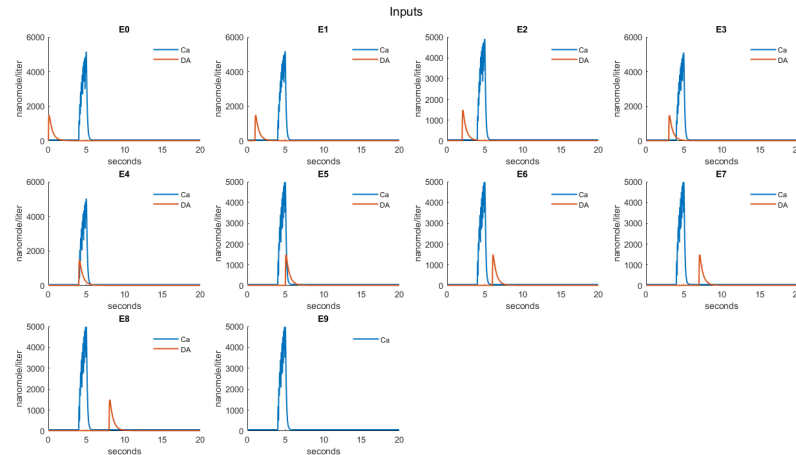 Inputs
E0
nanomole/liter
6000
4000
2000
0
0 5 10 15 20
seconds
Ca
DA
E1
nanomole/liter
6000
4000
2000
0
0 5 10 15 20
seconds
Ca
DA
E2
nanomole/liter
5000
4000
3000
2000
1000
0
0 5 10 15 20
seconds
Ca
DA
E3
nanomole/liter
6000
4000
2000
0
0 5 10 15 20
seconds
Ca
DA
E4
nanomole/liter
6000
4000
2000
0
0 5 10 15 20
seconds
Ca
DA
E5
nanomole/liter
5000
4000
3000
2000
1000
0
0 5 10 15 20
seconds
Ca
DA
E6
nanomole/liter
5000
4000
3000
2000
1000
0
0 5 10 15 20
seconds
Ca
DA
E7
nanomole/liter
5000
4000
3000
2000
1000
0
0 5 10 15 20
seconds
Ca
DA
E8
nanomole/liter
5000
4000
3000
2000
1000
0
0 5 10 15 20
seconds
Ca
DA
E9
nanomole/liter
5000
4000
3000
2000
1000
0
0 5 10 15 20
seconds
Ca